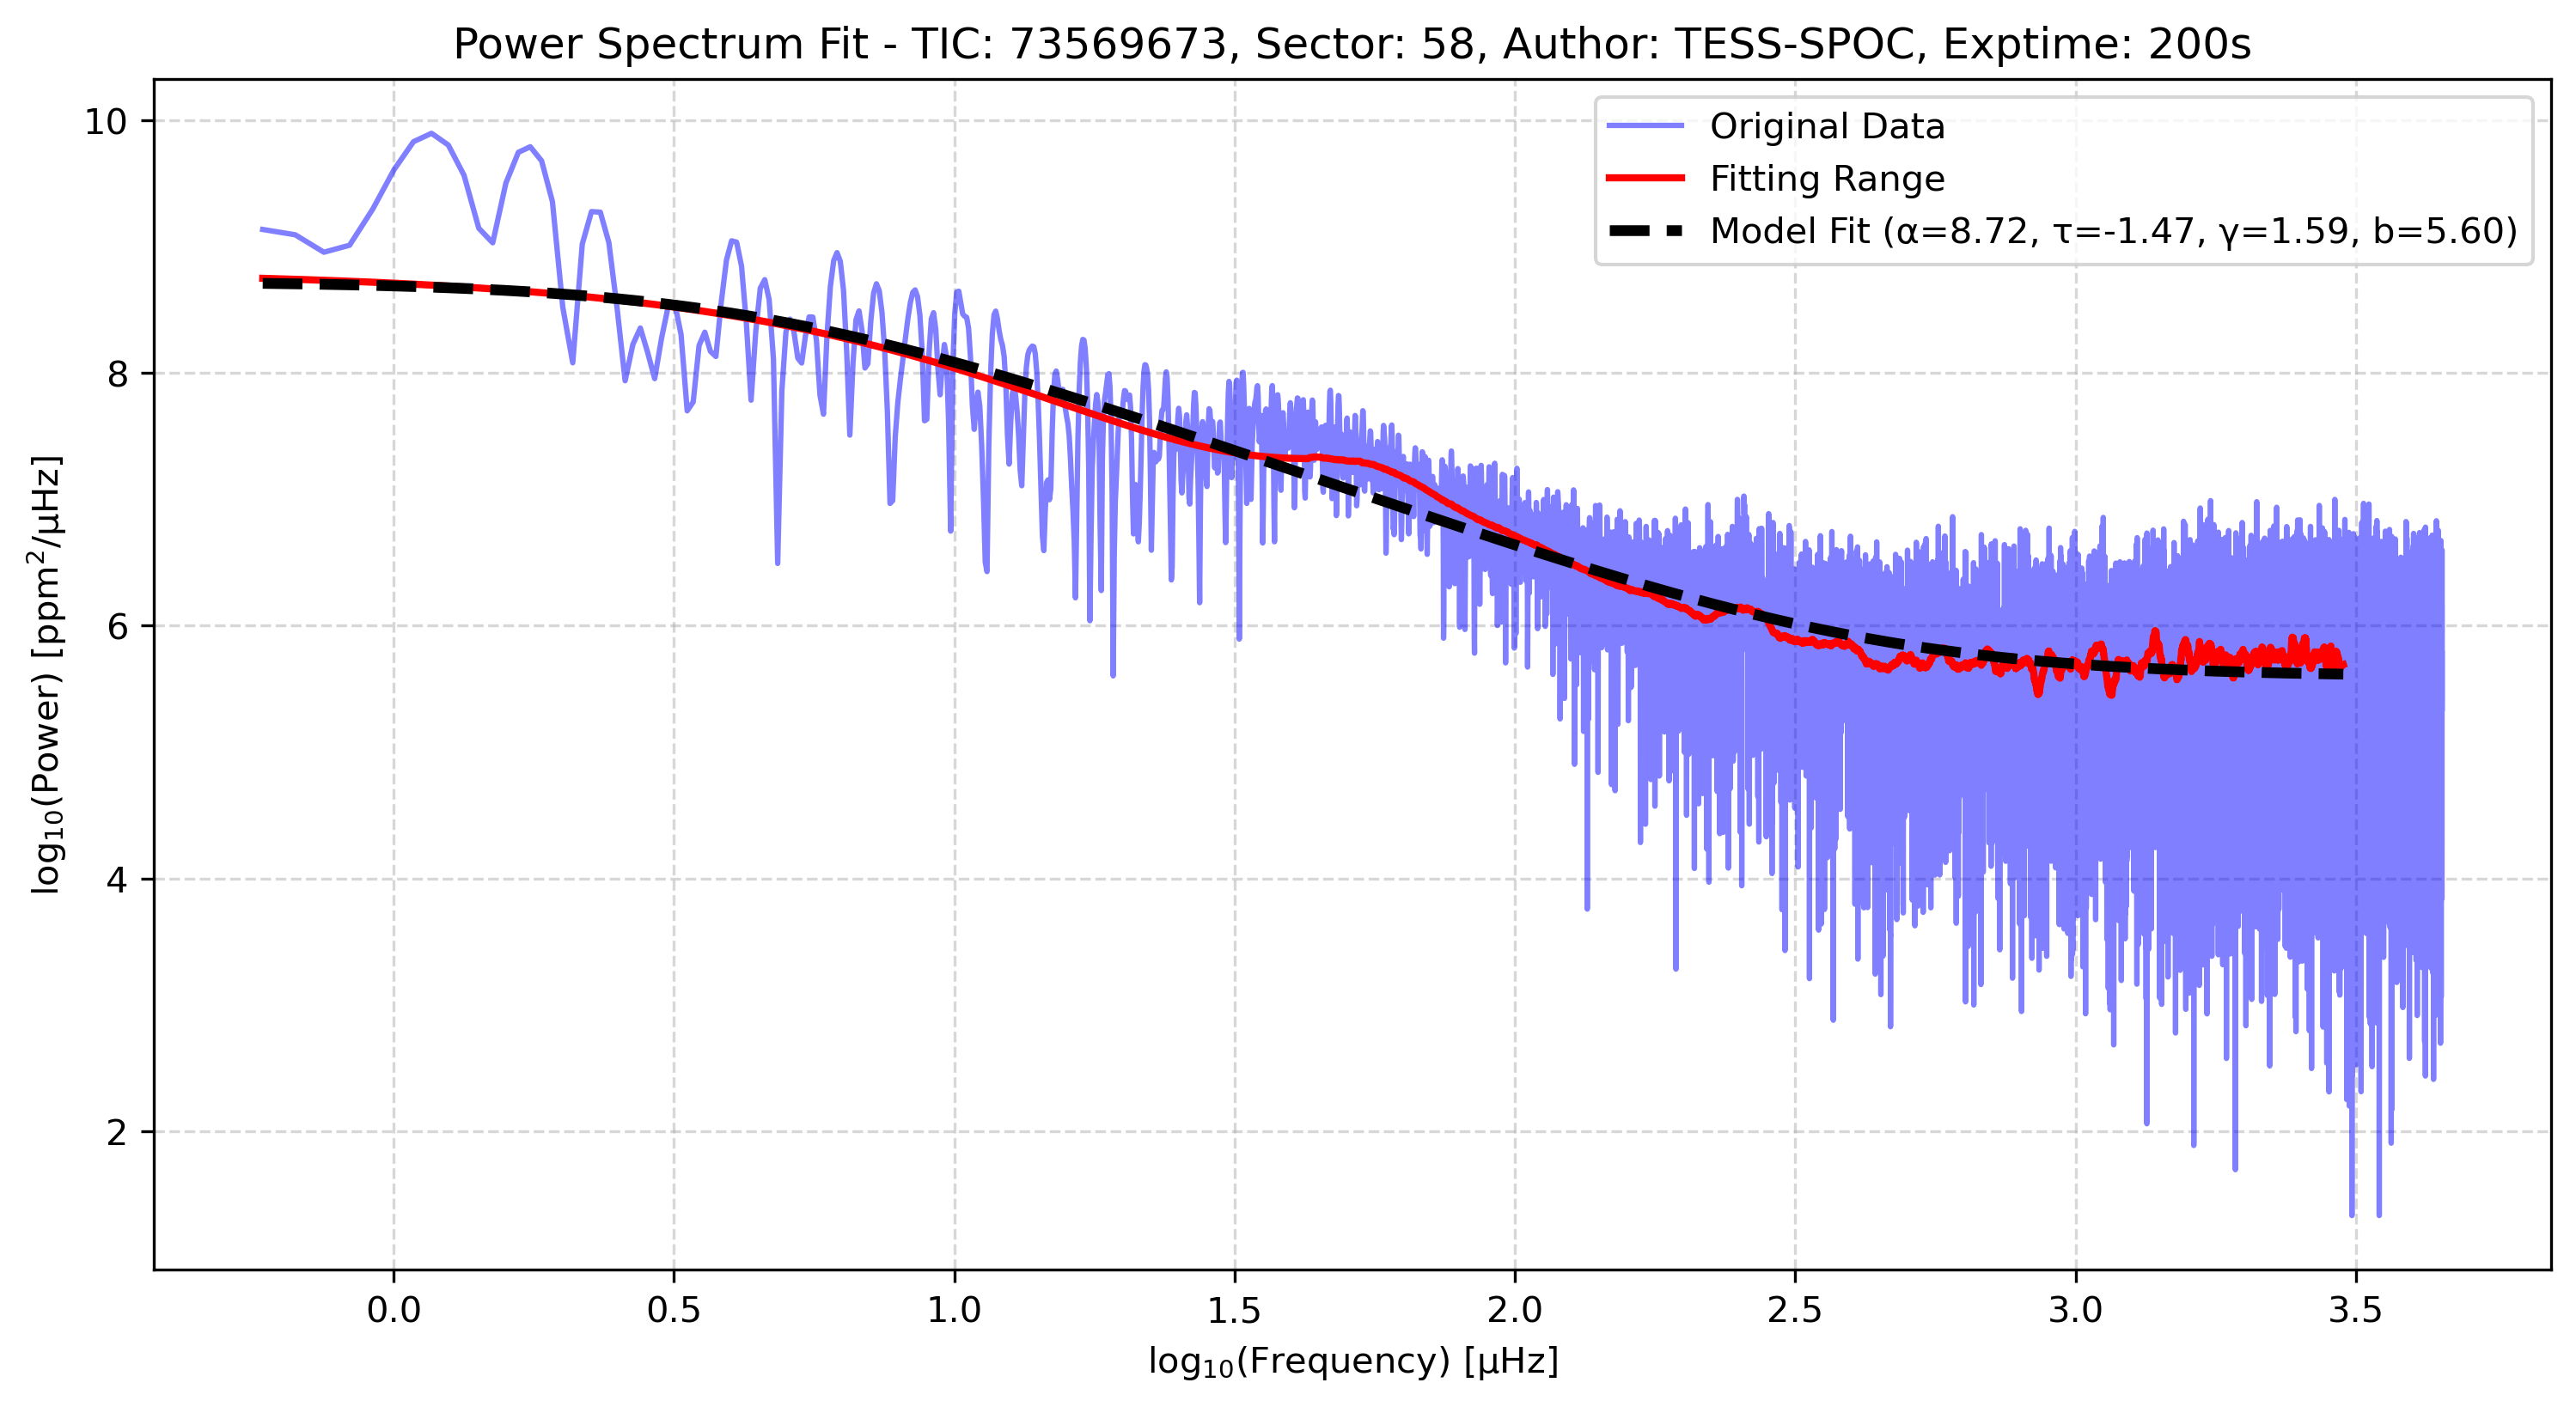 Power Spectrum Fit - TIC: 73569673, Sector: 58, Author: TESS-SPOC, Exptime: 200s
Original Data
Fitting Range
Model Fit (α=8.72, τ=-1.47, γ=1.59, b=5.60)
log₁₀(Power) [ppm²/μHz]
10
8
6
4
2
0.0 0.5 1.0 1.5 2.0 2.5 3.0 3.5
log₁₀(Frequency) [μHz]